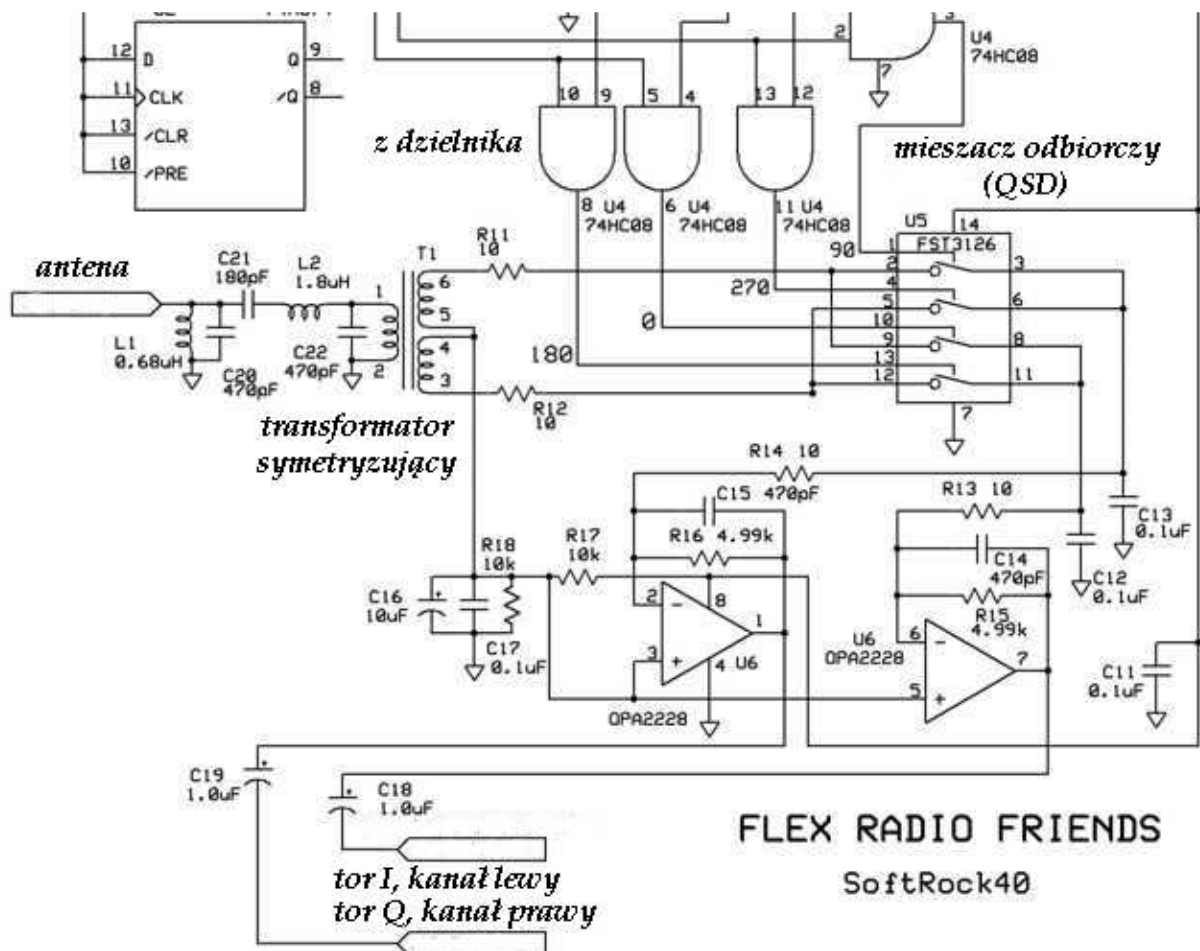 12
D
Q
9
11
CLK
/Q
8
13
/CLR
10
/PRE
z dzielnika
10
9
5
4
13
12
2
3
U4
74HC08
7
mieszacz odbiorczy
(QSD)
8
U4
74HC08
6
U4
74HC08
11
U4
74HC08
U5
14
FST3126
antena
C21
180pF
L2
1.8uH
T1
R11
10
90
270
0
180
1
2
3
4
5
6
10
9
8
13
12
11
7
L1
0.68uH
C20
470pF
C22
470pF
1
2
6
5
4
3
R12
10
transformator
symetryzujący
R14 10
C15
470pF
R16 4.99k
R17
10k
R18
10k
C16
10uF
C17
0.1uF
2
-
8
3
+
4
1
U6
OPA2228
R13 10
C14
470pF
R15
4.99k
C13
0.1uF
C12
0.1uF
U6
OPA2228
6
-
5
+
7
C11
0.1uF
C19
1.0uF
+
C18
1.0uF
+
tor I, kanał lewy
tor Q, kanał prawy
FLEX RADIO FRIENDS
SoftRock40